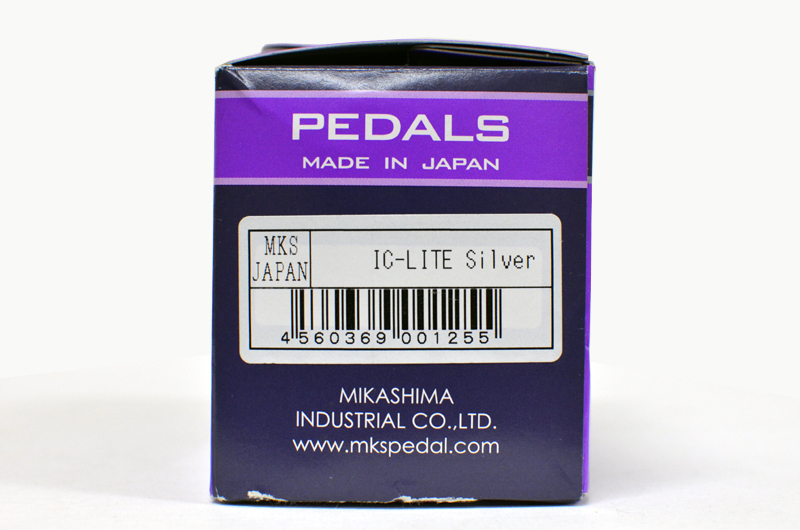 PEDALS
MADE IN JAPAN
MKS
JAPAN
IC-LITE Silver
4 560369 001255
MIKASHIMA
INDUSTRIAL CO.,LTD.
www.mkspedal.com